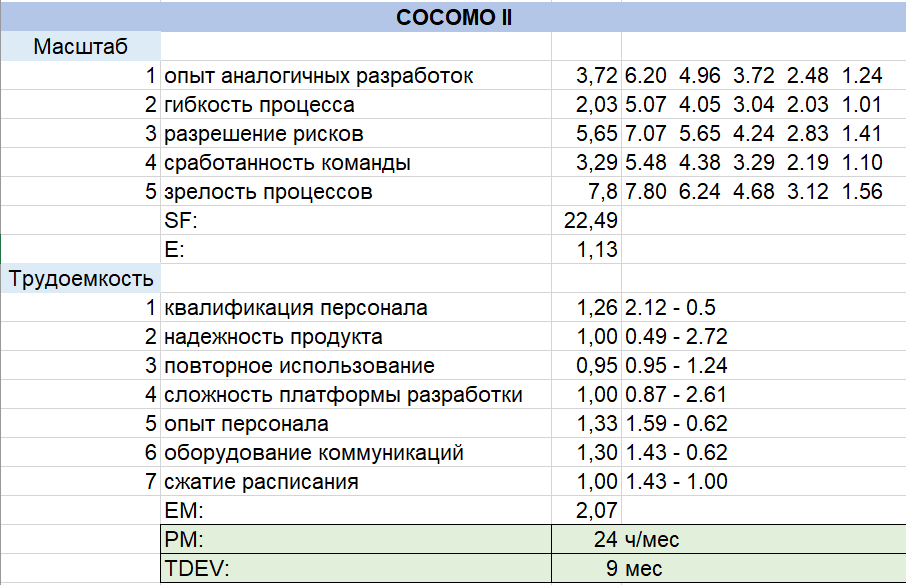 COCOMO II
Масштаб
1 опыт аналогичных разработок 3,72 6.20 4.96 3.72 2.48 1.24
2 гибкость процесса 2,03 5.07 4.05 3.04 2.03 1.01
3 разрешение рисков 5,65 7.07 5.65 4.24 2.83 1.41
4 сработанность команды 3,29 5.48 4.38 3.29 2.19 1.10
5 зрелость процессов 7,8 7.80 6.24 4.68 3.12 1.56
SF: 22,49
E: 1,13
Трудоемкость
1 квалификация персонала 1,26 2.12 - 0.5
2 надежность продукта 1,00 0.49 - 2.72
3 повторное использование 0,95 0.95 - 1.24
4 сложность платформы разработки 1,00 0.87 - 2.61
5 опыт персонала 1,33 1.59 - 0.62
6 оборудование коммуникаций 1,30 1.43 - 0.62
7 сжатие расписания 1,00 1.43 - 1.00
EM: 2,07
PM: 24 ч/мес
TDEV: 9 мес